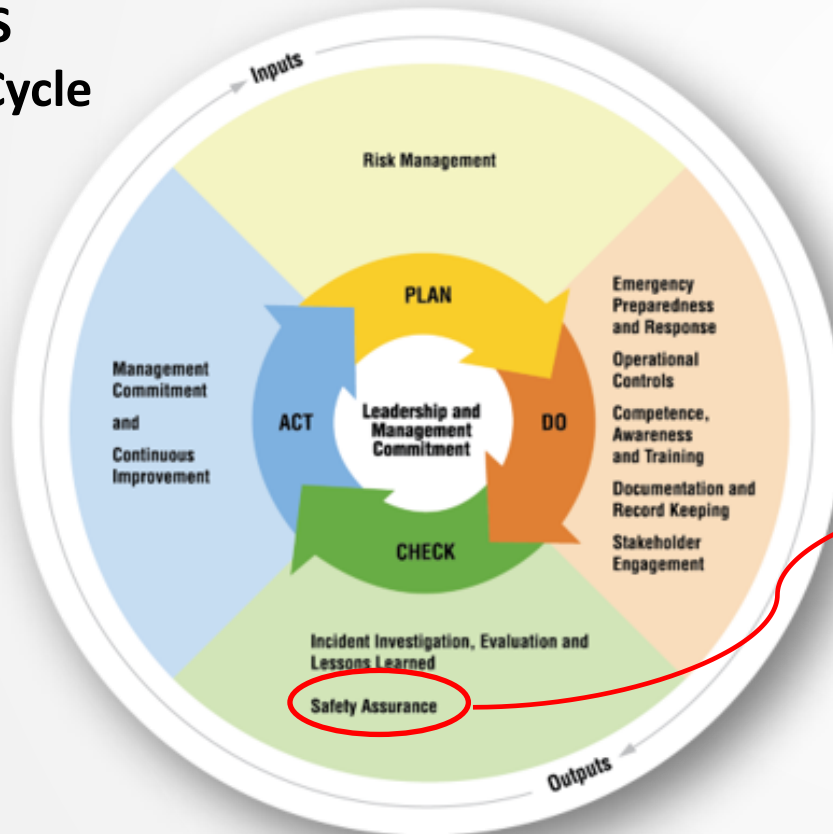 S
Cycle
Inputs
Risk Management
PLAN
Emergency
Preparedness
and Response
Operational
Controls
Competence,
Awareness
and Training
Documentation and
Record Keeping
Stakeholder
Engagement
DO
Leadership and
Management
Commitment
ACT
Management
Commitment
and
Continuous
Improvement
CHECK
Incident Investigation, Evaluation and
Lessons Learned
Safety Assurance
Outputs